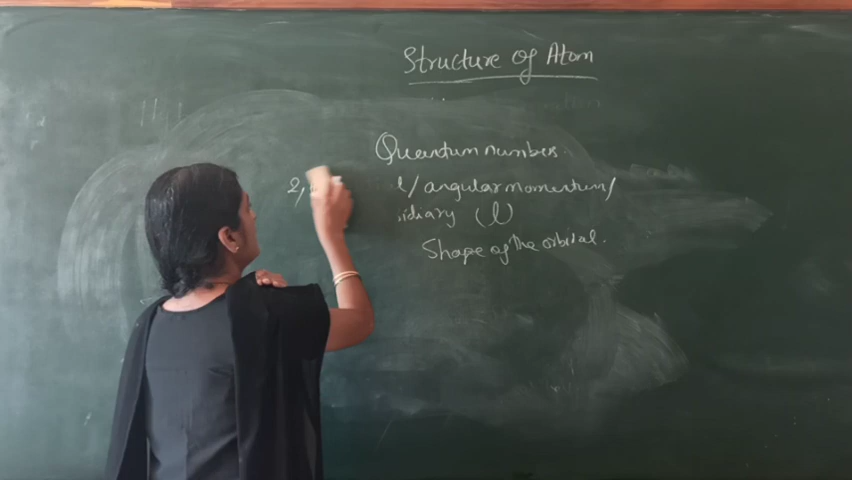 Structure of Atom
Quantum numbers
2, l/angular momentum/
idiary (l)
Shape of the orbital.